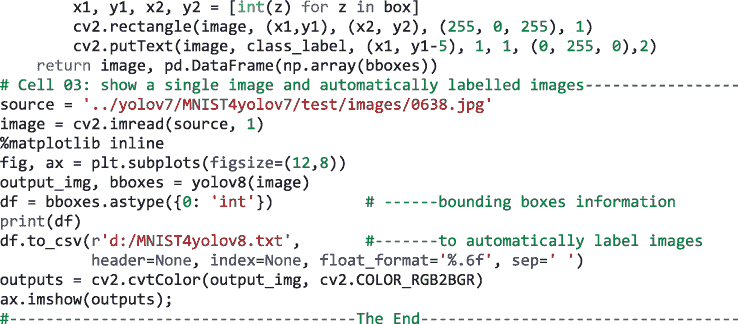 x1, y1, x2, y2 = [int(z) for z in box]
cv2.rectangle(image, (x1,y1), (x2, y2), (255, 0, 255), 1)
cv2.putText(image, class_label, (x1, y1-5), 1, 1, (0, 255, 0),2)
return image, pd.DataFrame(np.array(bboxes))
# Cell 03: show a single image and automatically labelled images-----------------
source = '../yolov7/MNIST4yolov7/test/images/0638.jpg'
image = cv2.imread(source, 1)
%matplotlib inline
fig, ax = plt.subplots(figsize=(12,8))
output_img, bboxes = yolov8(image)
df = bboxes.astype({0: 'int'})          # ------bounding boxes information
print(df)
df.to_csv(r'd:/MNIST4yolov8.txt',       #-------to automatically label images
header=None, index=None, float_format='%.6f', sep=' ')
outputs = cv2.cvtColor(output_img, cv2.COLOR_RGB2BGR)
ax.imshow(outputs);
#--------------------------------------The End-----------------------------------